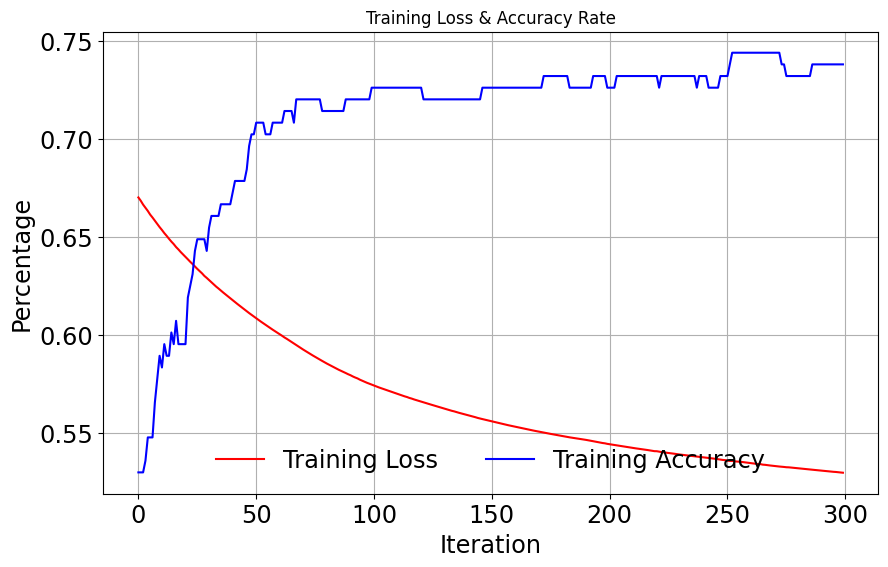 Training Loss & Accuracy Rate
0.75
0.70
0.65
0.60
0.55
Percentage
Training Loss
Training Accuracy
0
50
100
150
200
250
300
Iteration